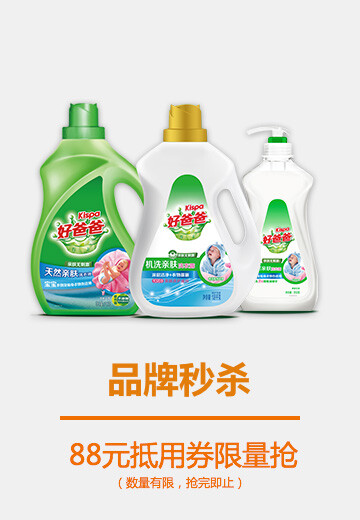 Kispa
好爸爸
天然亲肤
Kispa
好爸爸
机洗亲肤
Kispa
好爸爸
品牌秒杀
88元抵用券限量抢
（数量有限，抢完即止）